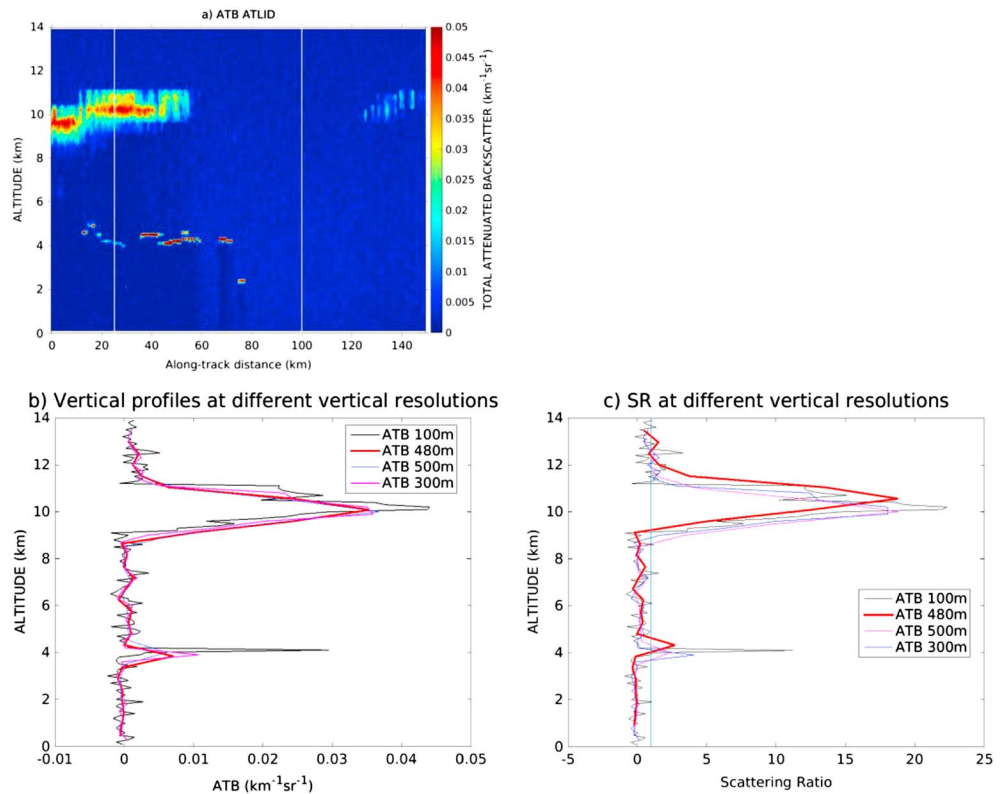 a) ATB ATLID
14
12
10
8
6
4
2
0
ALTITUDE (km)
0 20 40 60 80 100 120 140
Along-track distance (km)
0.05
0.045
0.04
0.035
0.03
0.025
0.02
0.015
0.01
0.005
0
TOTAL ATTENUATED BACKSCATTER (km⁻¹sr⁻¹)
b) Vertical profiles at different vertical resolutions
14
12
10
8
6
4
2
0
ALTITUDE (km)
ATB 100m
ATB 480m
ATB 500m
ATB 300m
-0.01 0 0.01 0.02 0.03 0.04 0.05
ATB (km⁻¹sr⁻¹)
c) SR at different vertical resolutions
14
12
10
8
6
4
2
0
ALTITUDE (km)
ATB 100m
ATB 480m
ATB 500m
ATB 300m
-5 0 5 10 15 20 25
Scattering Ratio